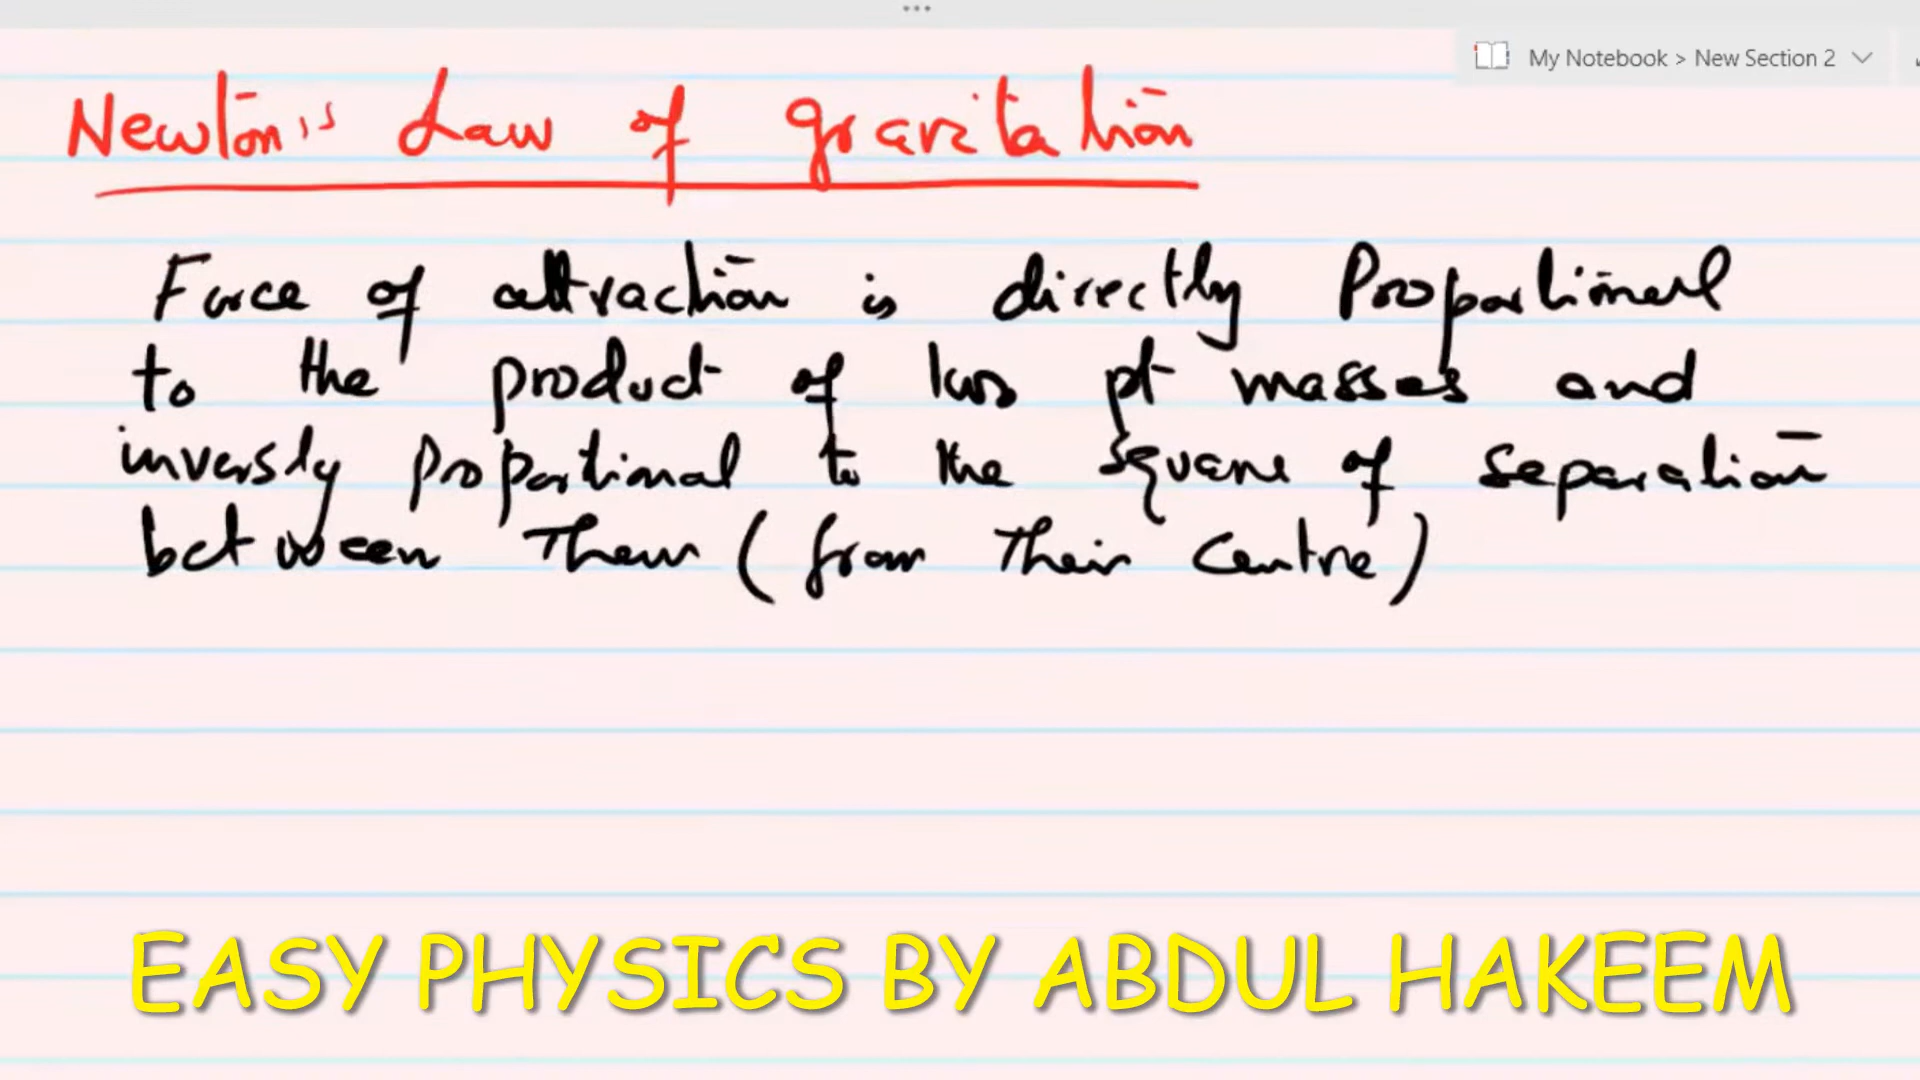 My Notebook > New Section 2
Newton's Law of gravitation
Force of attraction is directly Proportional
to the product of two pt masses and
inversly proportional to the square of separation
between them (from their centre)
EASY PHYSICS BY ABDUL HAKEEM